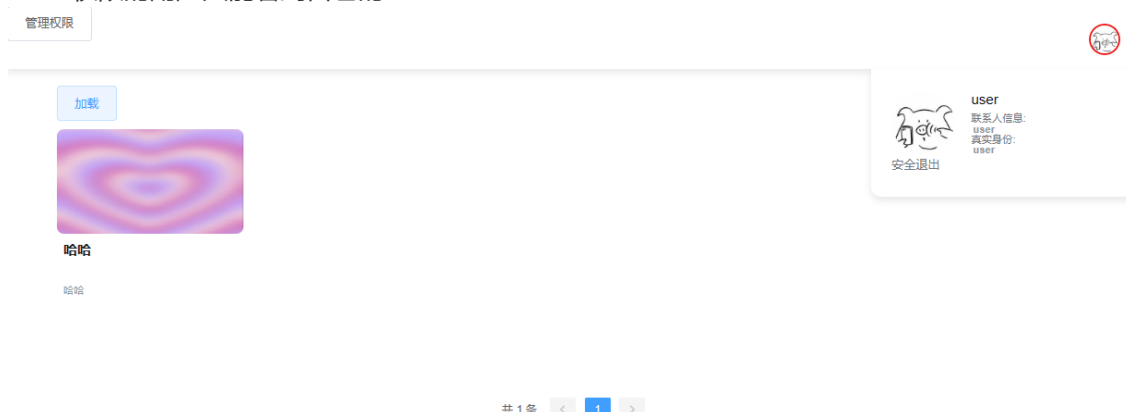 管理权限
加载
user
联系人信息:
user
真实身份:
user
安全退出
哈哈
哈哈
共 1 条
1